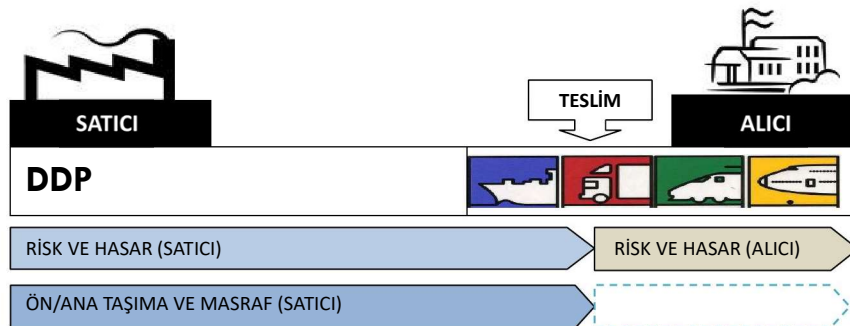 TESLİM
SATICI
ALICI
DDP
RİSK VE HASAR (SATICI)
RİSK VE HASAR (ALICI)
ÖN/ANA TAŞIMA VE MASRAF (SATICI)